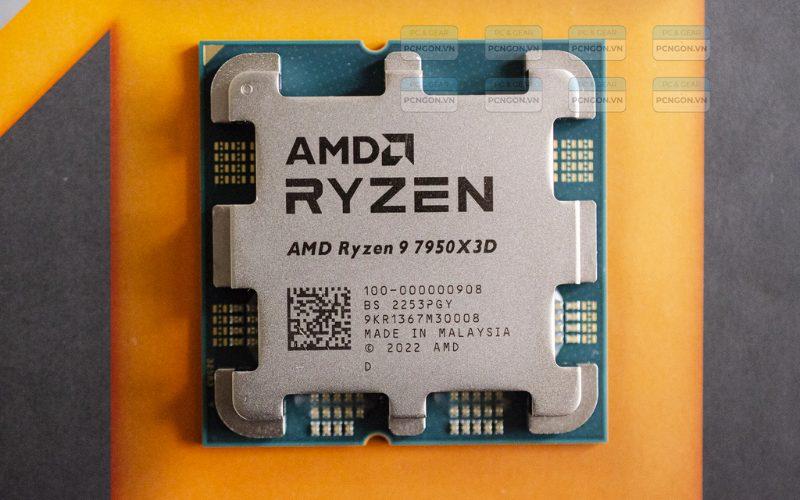 PC & GEAR PC & GEAR PC & GEAR PC & GEAR
PCNGON.VN PCNGON.VN PCNGON.VN PCNGON.VN
PC & GEAR PC & GEAR PC & GEAR PC & GEAR
PCNGON.VN PCNGON.VN PCNGON.VN PCNGON.VN
AMD
RYZEN
AMD Ryzen 9 7950X3D
100-000000908
BS 2253PGY
9KR1367M30008
MADE IN MALAYSIA
© 2022 AMD
D